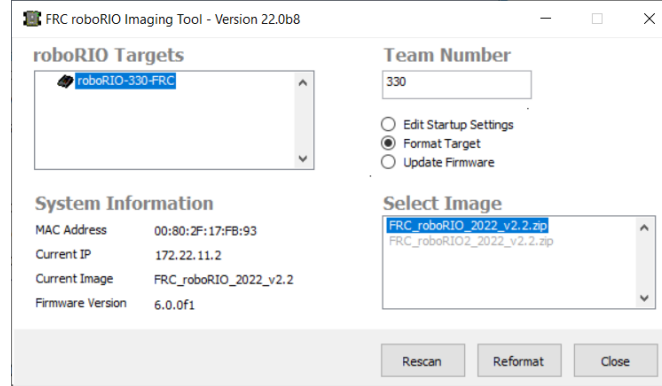 FRC roboRIO Imaging Tool - Version 22.0b8
roboRIO Targets
roboRIO-330-FRC
Team Number
330
Edit Startup Settings
Format Target
Update Firmware
System Information
MAC Address 00:80:2F:17:FB:93
Current IP 172.22.11.2
Current Image FRC_roboRIO_2022_v2.2
Firmware Version 6.0.0f1
Select Image
FRC_roboRIO_2022_v2.2.zip
FRC_roboRIO2_2022_v2.2.zip
Rescan Reformat Close